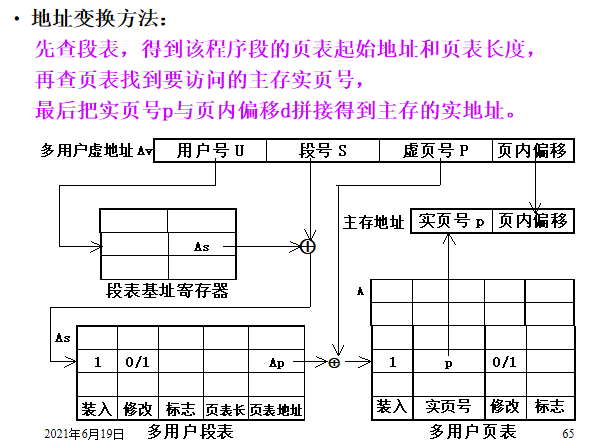 • 地址变换方法：
先查段表，得到该程序段的页表起始地址和页表长度，
再查页表找到要访问的主存实页号，
最后把实页号p与页内偏移d拼接得到主存的实地址。
多用户虚地址 Av 用户号 U 段号 S 虚页号 P 页内偏移
主存地址 实页号 p 页内偏移
As
段表基址寄存器
A
As
1 0/1 Ap 1 p 0/1
装入 修改 标志 页表长 页表地址 装入 实页号 修改 标志
2021年6月19日 多用户段表 多用户页表 65